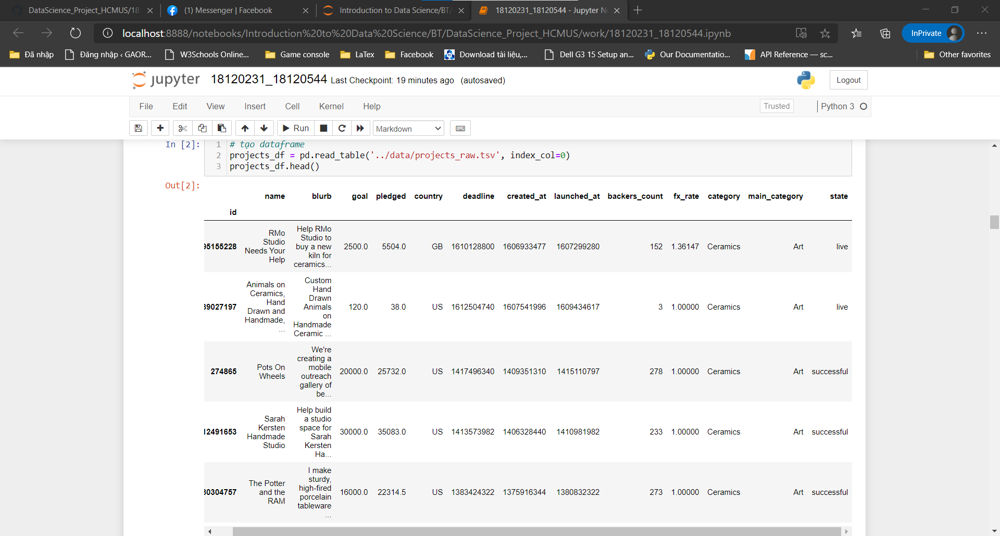 DataScience_Project_HCMUS/18
(1) Messenger | Facebook
Introduction to Data Science/BT/
18120231_18120544 - Jupyter N
localhost:8888/notebooks/Introduction%20to%20Data%20Science/BT/DataScience_Project_HCMUS/work/18120231_18120544.ipynb
InPrivate
Đã nhập
Đăng nhập ‹ GAOR...
W3Schools Online...
Game console
LaTex
Facebook
Download tài liệu,...
Dell G3 15 Setup an...
Our Documentatio...
API Reference — sc...
Other favorites
jupyter 18120231_18120544 Last Checkpoint: 19 minutes ago (autosaved)
Logout
File Edit View Insert Cell Kernel Help
Trusted
Python 3
Run
Markdown
In [2]:
1 # tạo dataframe
2 projects_df = pd.read_table('../data/projects_raw.tsv', index_col=0)
3 projects_df.head()
Out[2]:
name blurb goal pledged country deadline created_at launched_at backers_count fx_rate category main_category state
id
95155228 RMo Studio Needs Your Help Help RMo Studio to buy a new kiln for ceramics... 2500.0 5504.0 GB 1610128800 1606933477 1607299280 152 1.36147 Ceramics Art live
39027197 Animals on Ceramics, Hand Drawn and Handmade, ... Custom Hand Drawn Animals on Handmade Ceramic ... 120.0 38.0 US 1612504740 1607541996 1609434617 3 1.00000 Ceramics Art live
274865 Pots On Wheels We're creating a mobile outreach gallery of be... 20000.0 25732.0 US 1417496340 1409351310 1415110797 278 1.00000 Ceramics Art successful
12491653 Sarah Kersten Handmade Studio Help build a studio space for Sarah Kersten Ha... 30000.0 35083.0 US 1413573982 1406328440 1410981982 233 1.00000 Ceramics Art successful
30304757 The Potter and the RAM I make sturdy, high-fired porcelain tableware ... 16000.0 22314.5 US 1383424322 1375916344 1380832322 273 1.00000 Ceramics Art successful